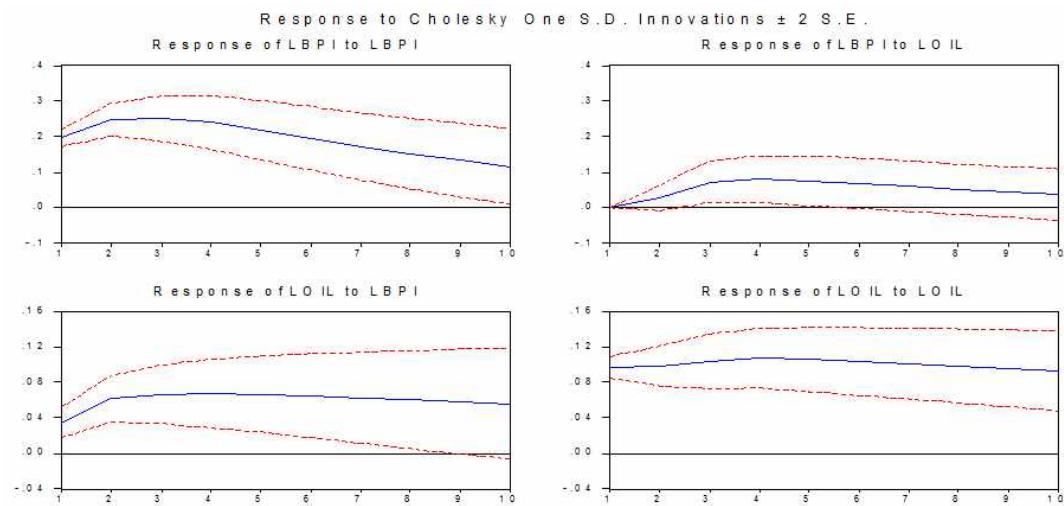 Response to Cholesky One S.D. Innovations ± 2 S.E.
Response of LBPI to LBPI
.4
.3
.2
.1
.0
-.1
1 2 3 4 5 6 7 8 9 10
Response of LBPI to LOIL
.4
.3
.2
.1
.0
-.1
1 2 3 4 5 6 7 8 9 10
Response of LOIL to LBPI
.16
.12
.08
.04
.00
-.04
1 2 3 4 5 6 7 8 9 10
Response of LOIL to LOIL
.16
.12
.08
.04
.00
-.04
1 2 3 4 5 6 7 8 9 10